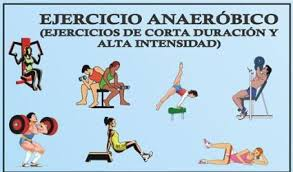 EJERCICIO ANAERÓBICO
(EJERCICIOS DE CORTA DURACIÓN Y
ALTA INTENSIDAD)